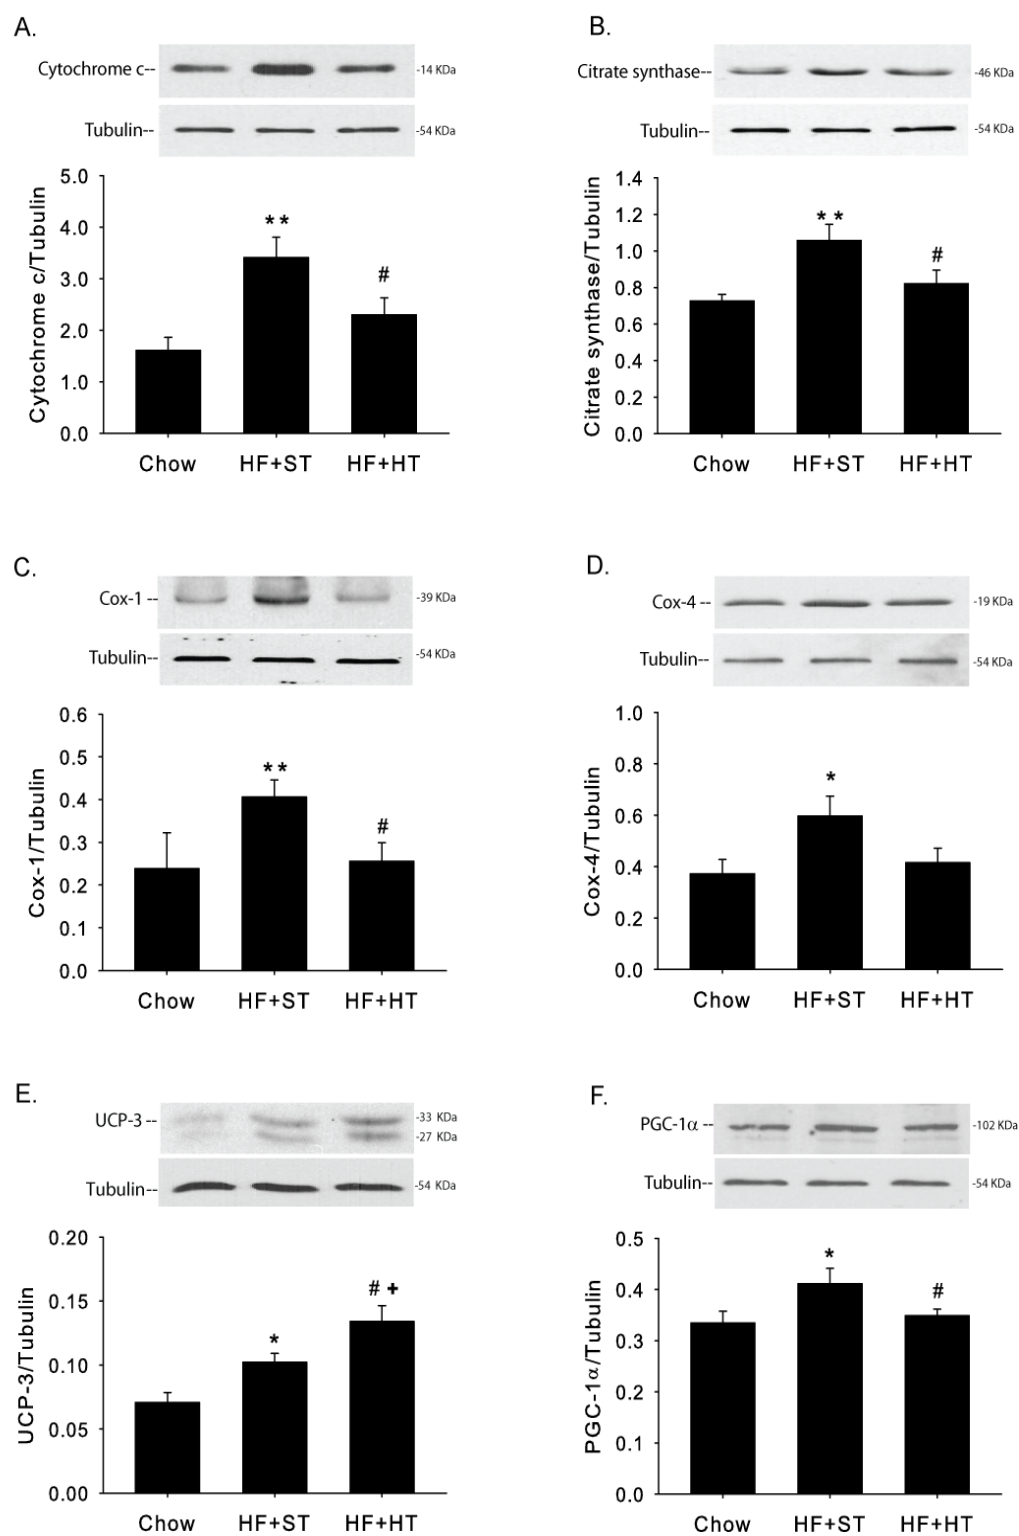 A.
Cytochrome c--
-14 KDa
Tubulin--
-54 KDa
Cytochrome c/Tubulin
5.0
4.0
3.0
2.0
1.0
0.0
**
#
Chow HF+ST HF+HT
B.
Citrate synthase--
-46 KDa
Tubulin--
-54 KDa
Citrate synthase/Tubulin
1.4
1.2
1.0
0.8
0.6
0.4
0.2
0.0
**
#
Chow HF+ST HF+HT
C.
Cox-1 --
-39 KDa
Tubulin--
-54 KDa
Cox-1/Tubulin
0.6
0.5
0.4
0.3
0.2
0.1
0.0
**
#
Chow HF+ST HF+HT
D.
Cox-4 --
-19 KDa
Tubulin--
-54 KDa
Cox-4/Tubulin
1.0
0.8
0.6
0.4
0.2
0.0
*
Chow HF+ST HF+HT
E.
UCP-3 --
-33 KDa
-27 KDa
Tubulin--
-54 KDa
UCP-3/Tubulin
0.20
0.15
0.10
0.05
0.00
*
# +
Chow HF+ST HF+HT
F.
PGC-1α --
-102 KDa
Tubulin--
-54 KDa
PGC-1α/Tubulin
0.5
0.4
0.3
0.2
0.1
0.0
*
#
Chow HF+ST HF+HT